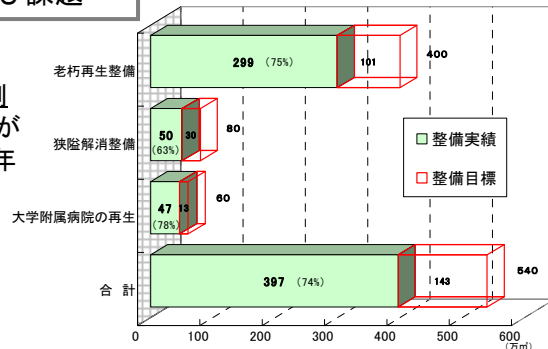 課題
が
年
老朽再生整備
299 (75%)
101
400
狭隘解消整備
50
(63%)
30
80
大学附属病院の再生
47
(78%)
13
60
合 計
397 (74%)
143
540
整備実績
整備目標
0
100
200
300
400
500
600
(万㎡)